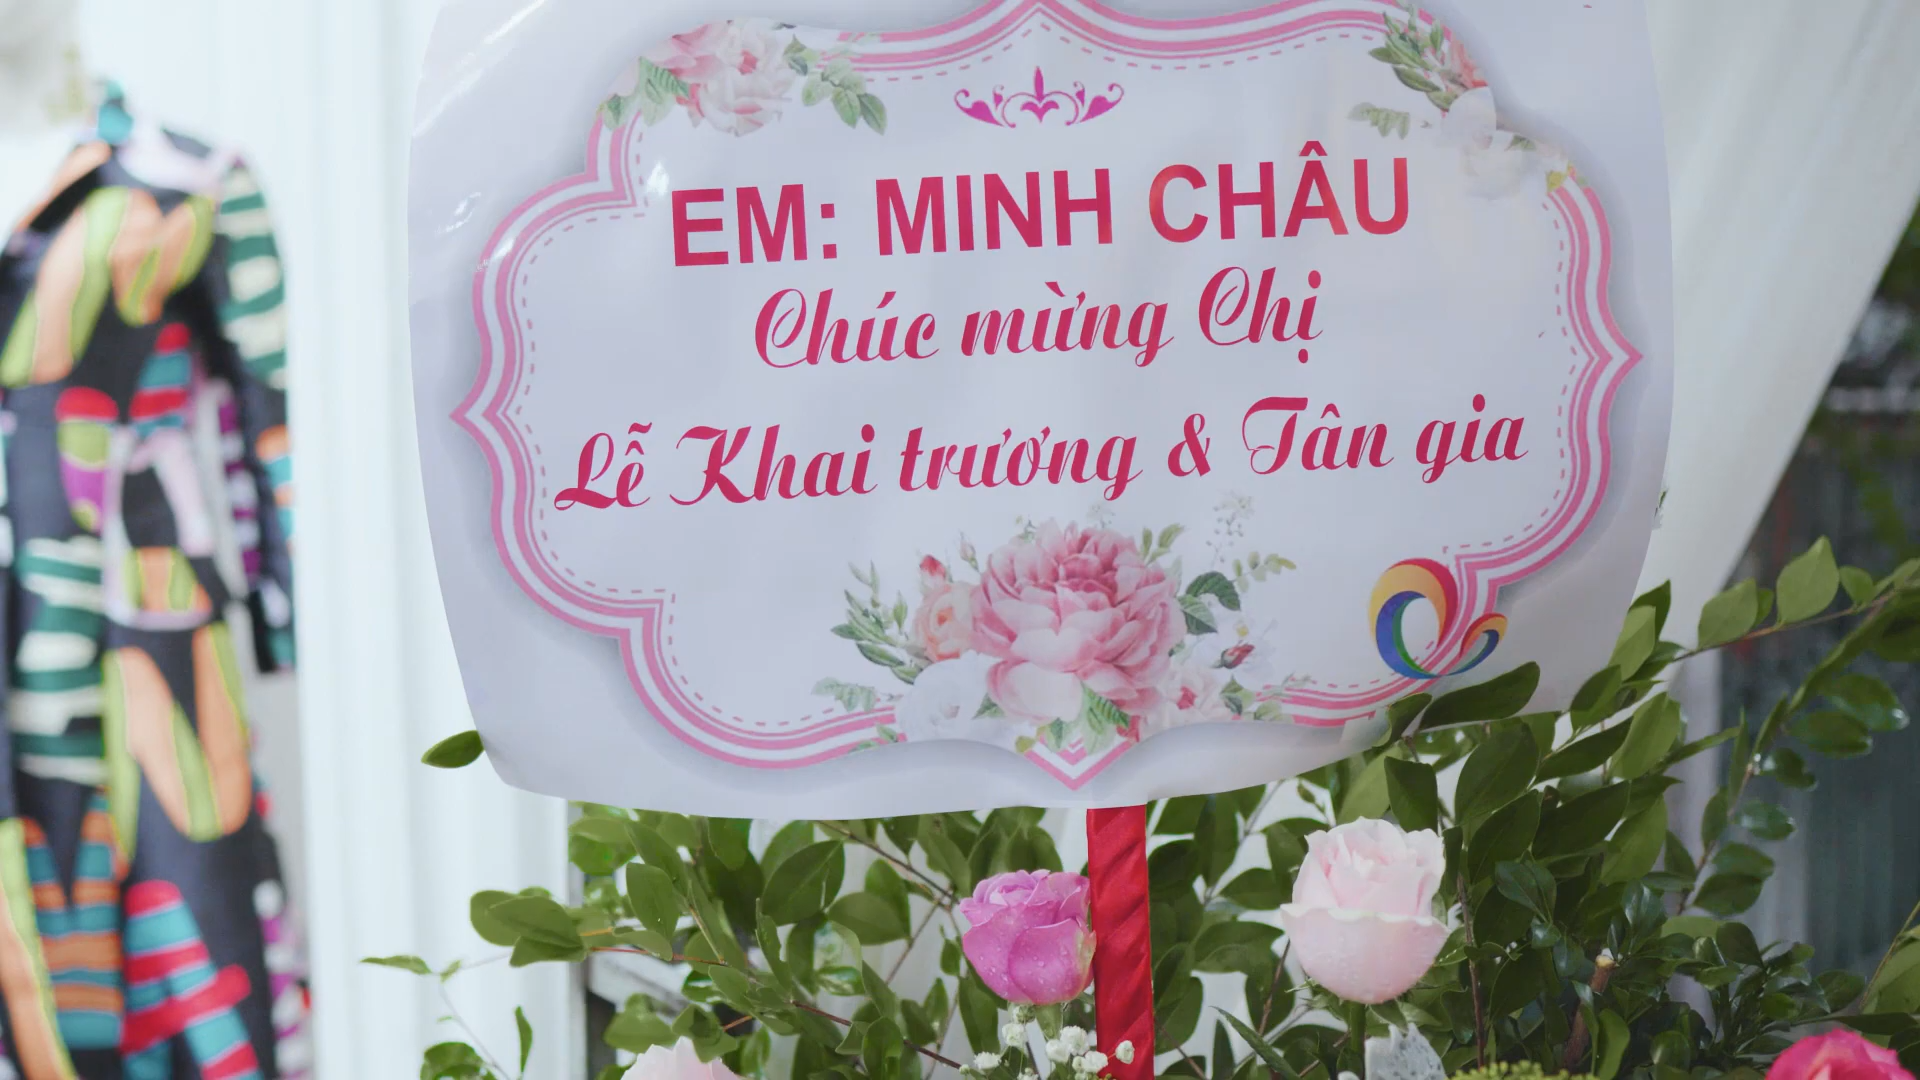 EM: MINH CHÂU
Chúc mừng Chị
Lễ Khai trương & Tân gia